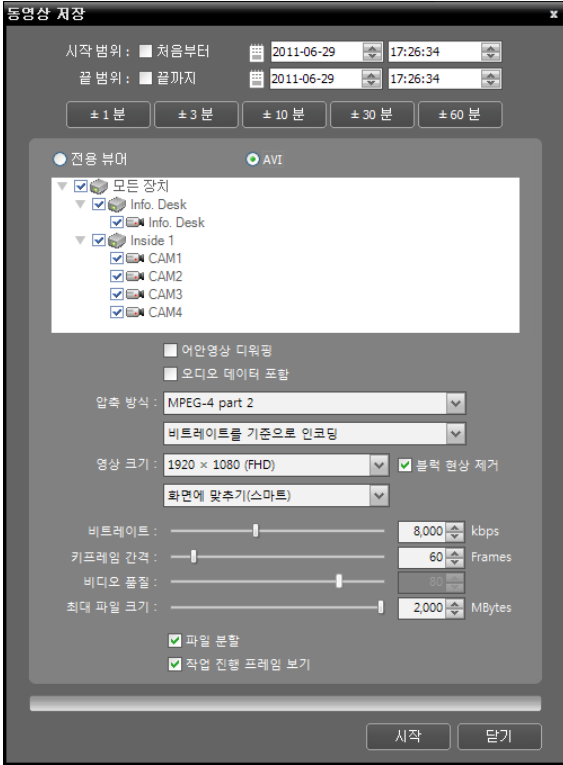 동영상 저장 x
시작 범위 : 처음부터 2011-06-29 17:26:34
끝 범위 : 끝까지 2011-06-29 17:26:34
± 1 분 ± 3 분 ± 10 분 ± 30 분 ± 60 분
전용 뷰어 AVI
모든 장치
Info. Desk
Info. Desk
Inside 1
CAM1
CAM2
CAM3
CAM4
어안영상 디워핑
오디오 데이터 포함
압축 방식 : MPEG-4 part 2
비트레이트를 기준으로 인코딩
영상 크기 : 1920 × 1080 (FHD) 블럭 현상 제거
화면에 맞추기(스마트)
비트레이트 : 8,000 kbps
키프레임 간격 : 60 Frames
비디오 품질 : 80
최대 파일 크기 : 2,000 MBytes
파일 분할
작업 진행 프레임 보기
시작 닫기